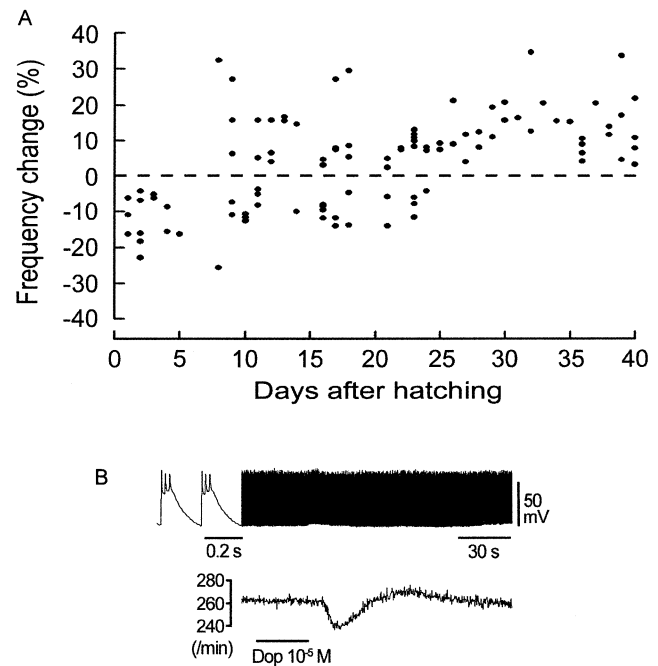 A
Frequency change (%)
40
30
20
10
0
-10
-20
-30
-40
0 5 10 15 20 25 30 35 40
Days after hatching
B
50
mV
0.2 s
30 s
280
260
240
(/min)
Dop 10⁻⁵ M